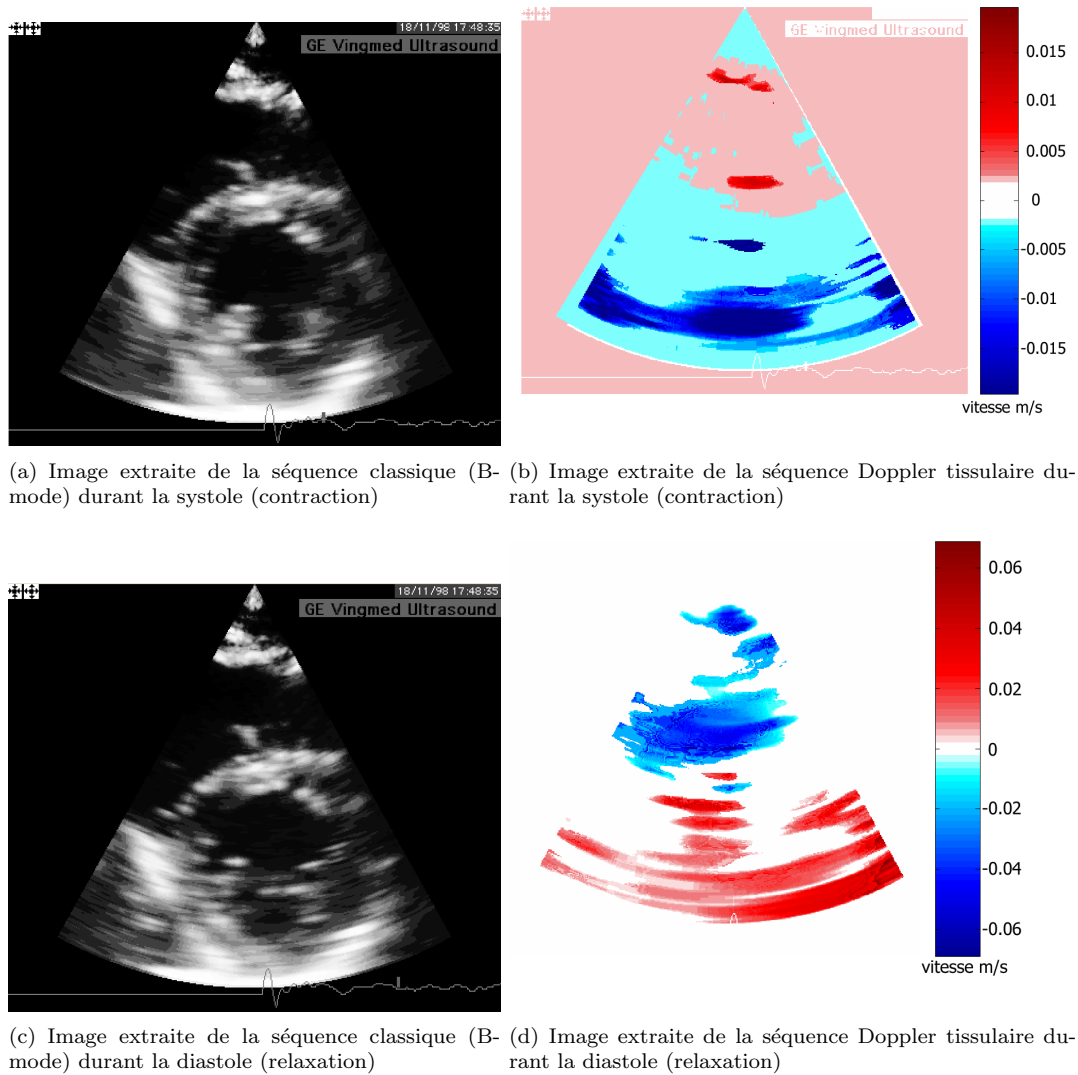 18/11/98 17:48:35
GE Vingmed Ultrasound
GE Vingmed Ultrasound
0.015
0.01
0.005
0
-0.005
-0.01
-0.015
vitesse m/s
(a) Image extraite de la séquence classique (B-
mode) durant la systole (contraction)
(b) Image extraite de la séquence Doppler tissulaire du-
rant la systole (contraction)
18/11/98 17:48:35
GE Vingmed Ultrasound
0.06
0.04
0.02
0
-0.02
-0.04
-0.06
vitesse m/s
(c) Image extraite de la séquence classique (B-
mode) durant la diastole (relaxation)
(d) Image extraite de la séquence Doppler tissulaire du-
rant la diastole (relaxation)